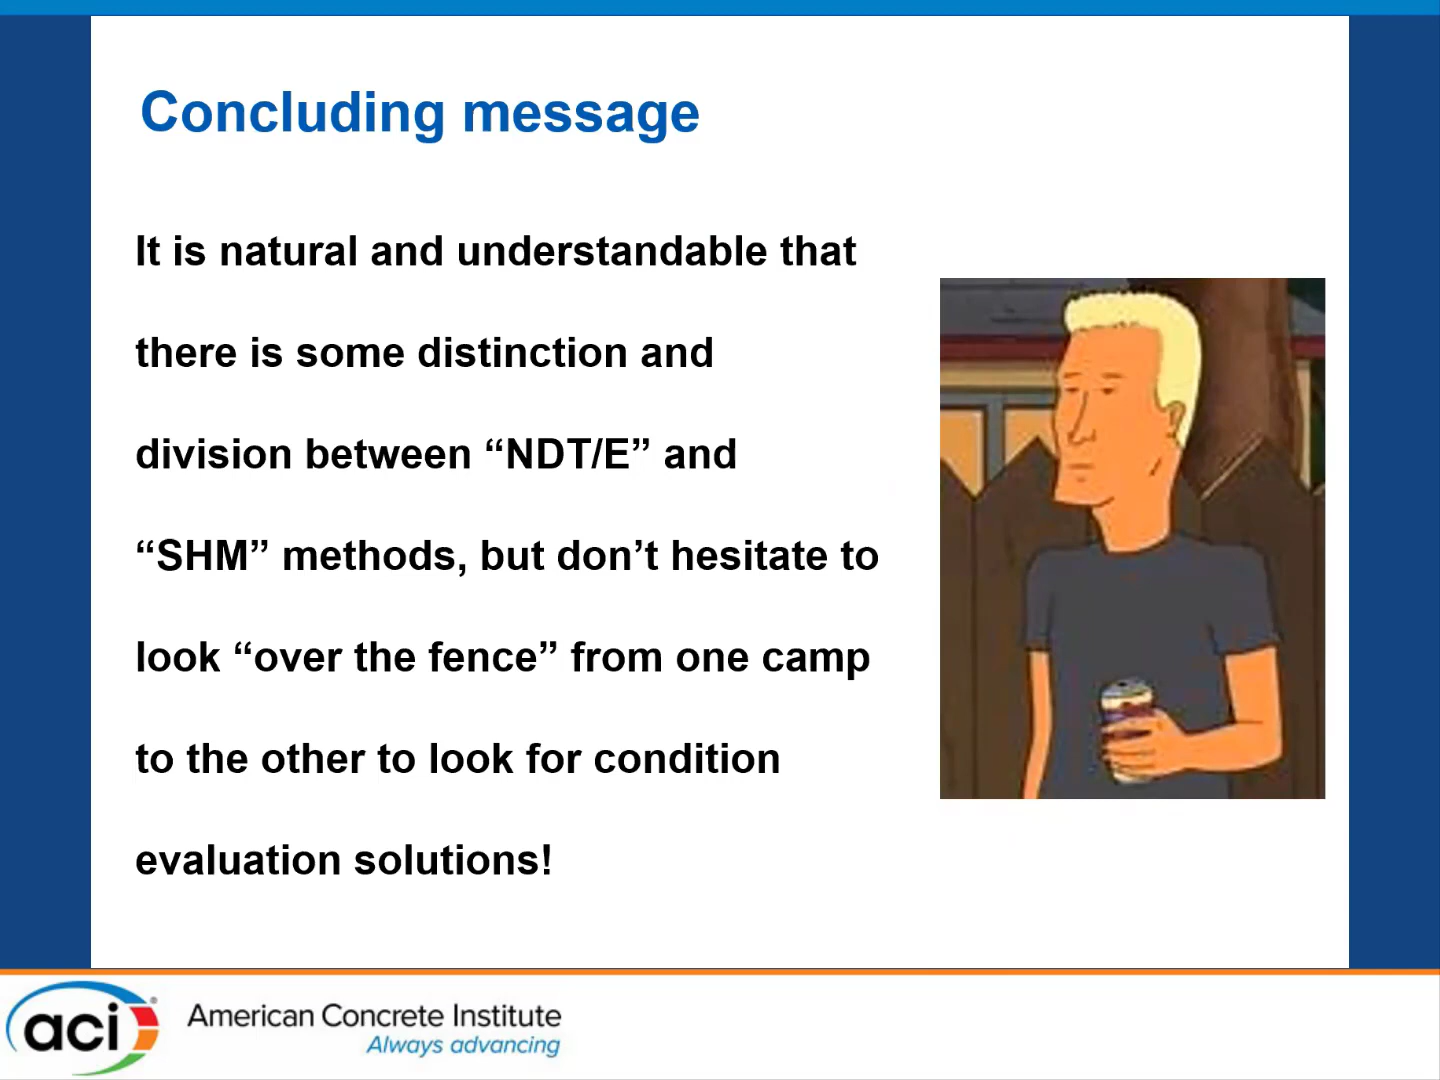 Concluding message
It is natural and understandable that
there is some distinction and
division between “NDT/E” and
“SHM” methods, but don’t hesitate to
look “over the fence” from one camp
to the other to look for condition
evaluation solutions!
aci®
American Concrete Institute
Always advancing